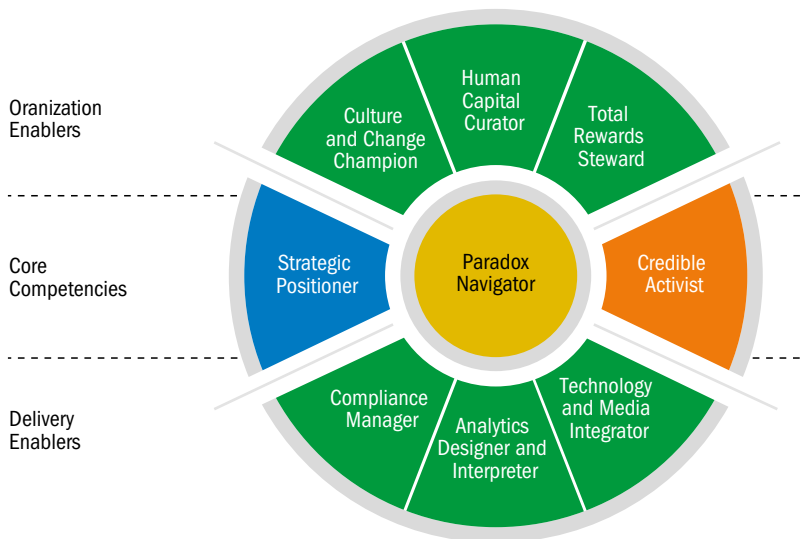 Oranization
Enablers
Culture
and Change
Champion
Human
Capital
Curator
Total
Rewards
Steward
Core
Competencies
Strategic
Positioner
Paradox
Navigator
Credible
Activist
Delivery
Enablers
Compliance
Manager
Analytics
Designer and
Interpreter
Technology
and Media
Integrator